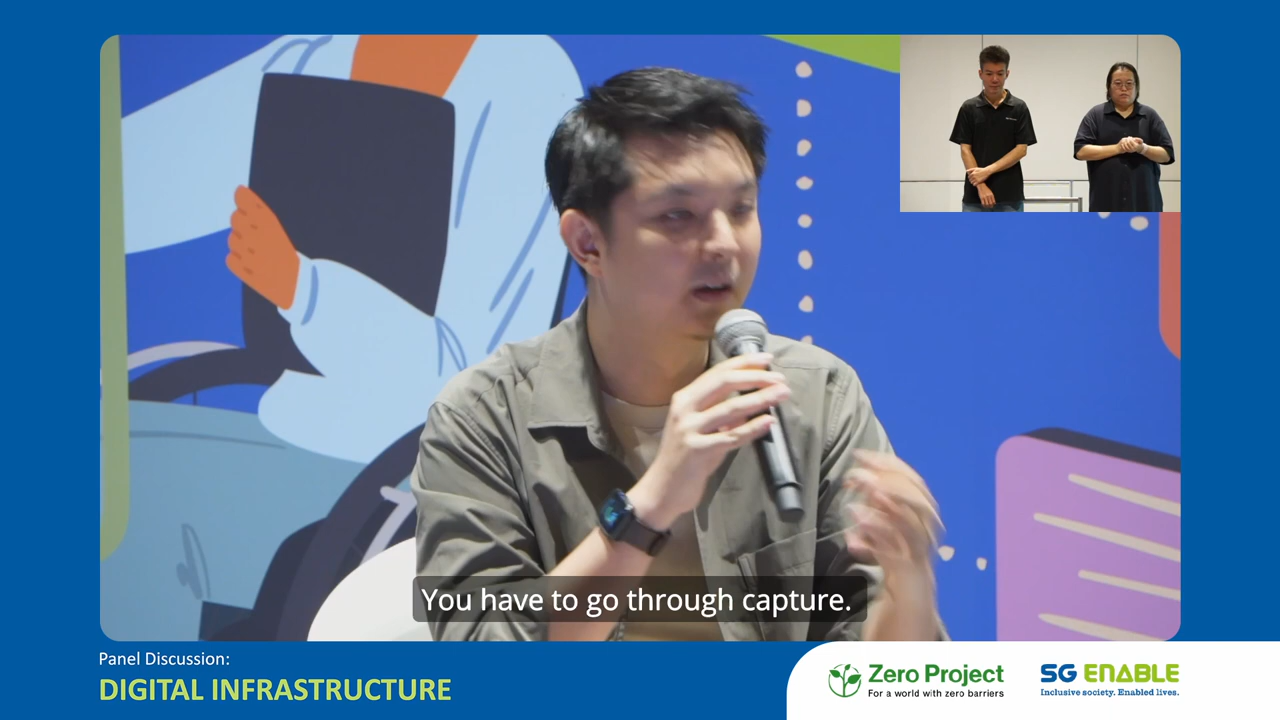 You have to go through capture.
Panel Discussion:
DIGITAL INFRASTRUCTURE
Zero Project
For a world with zero barriers
SG ENABLE
Inclusive society. Enabled lives.